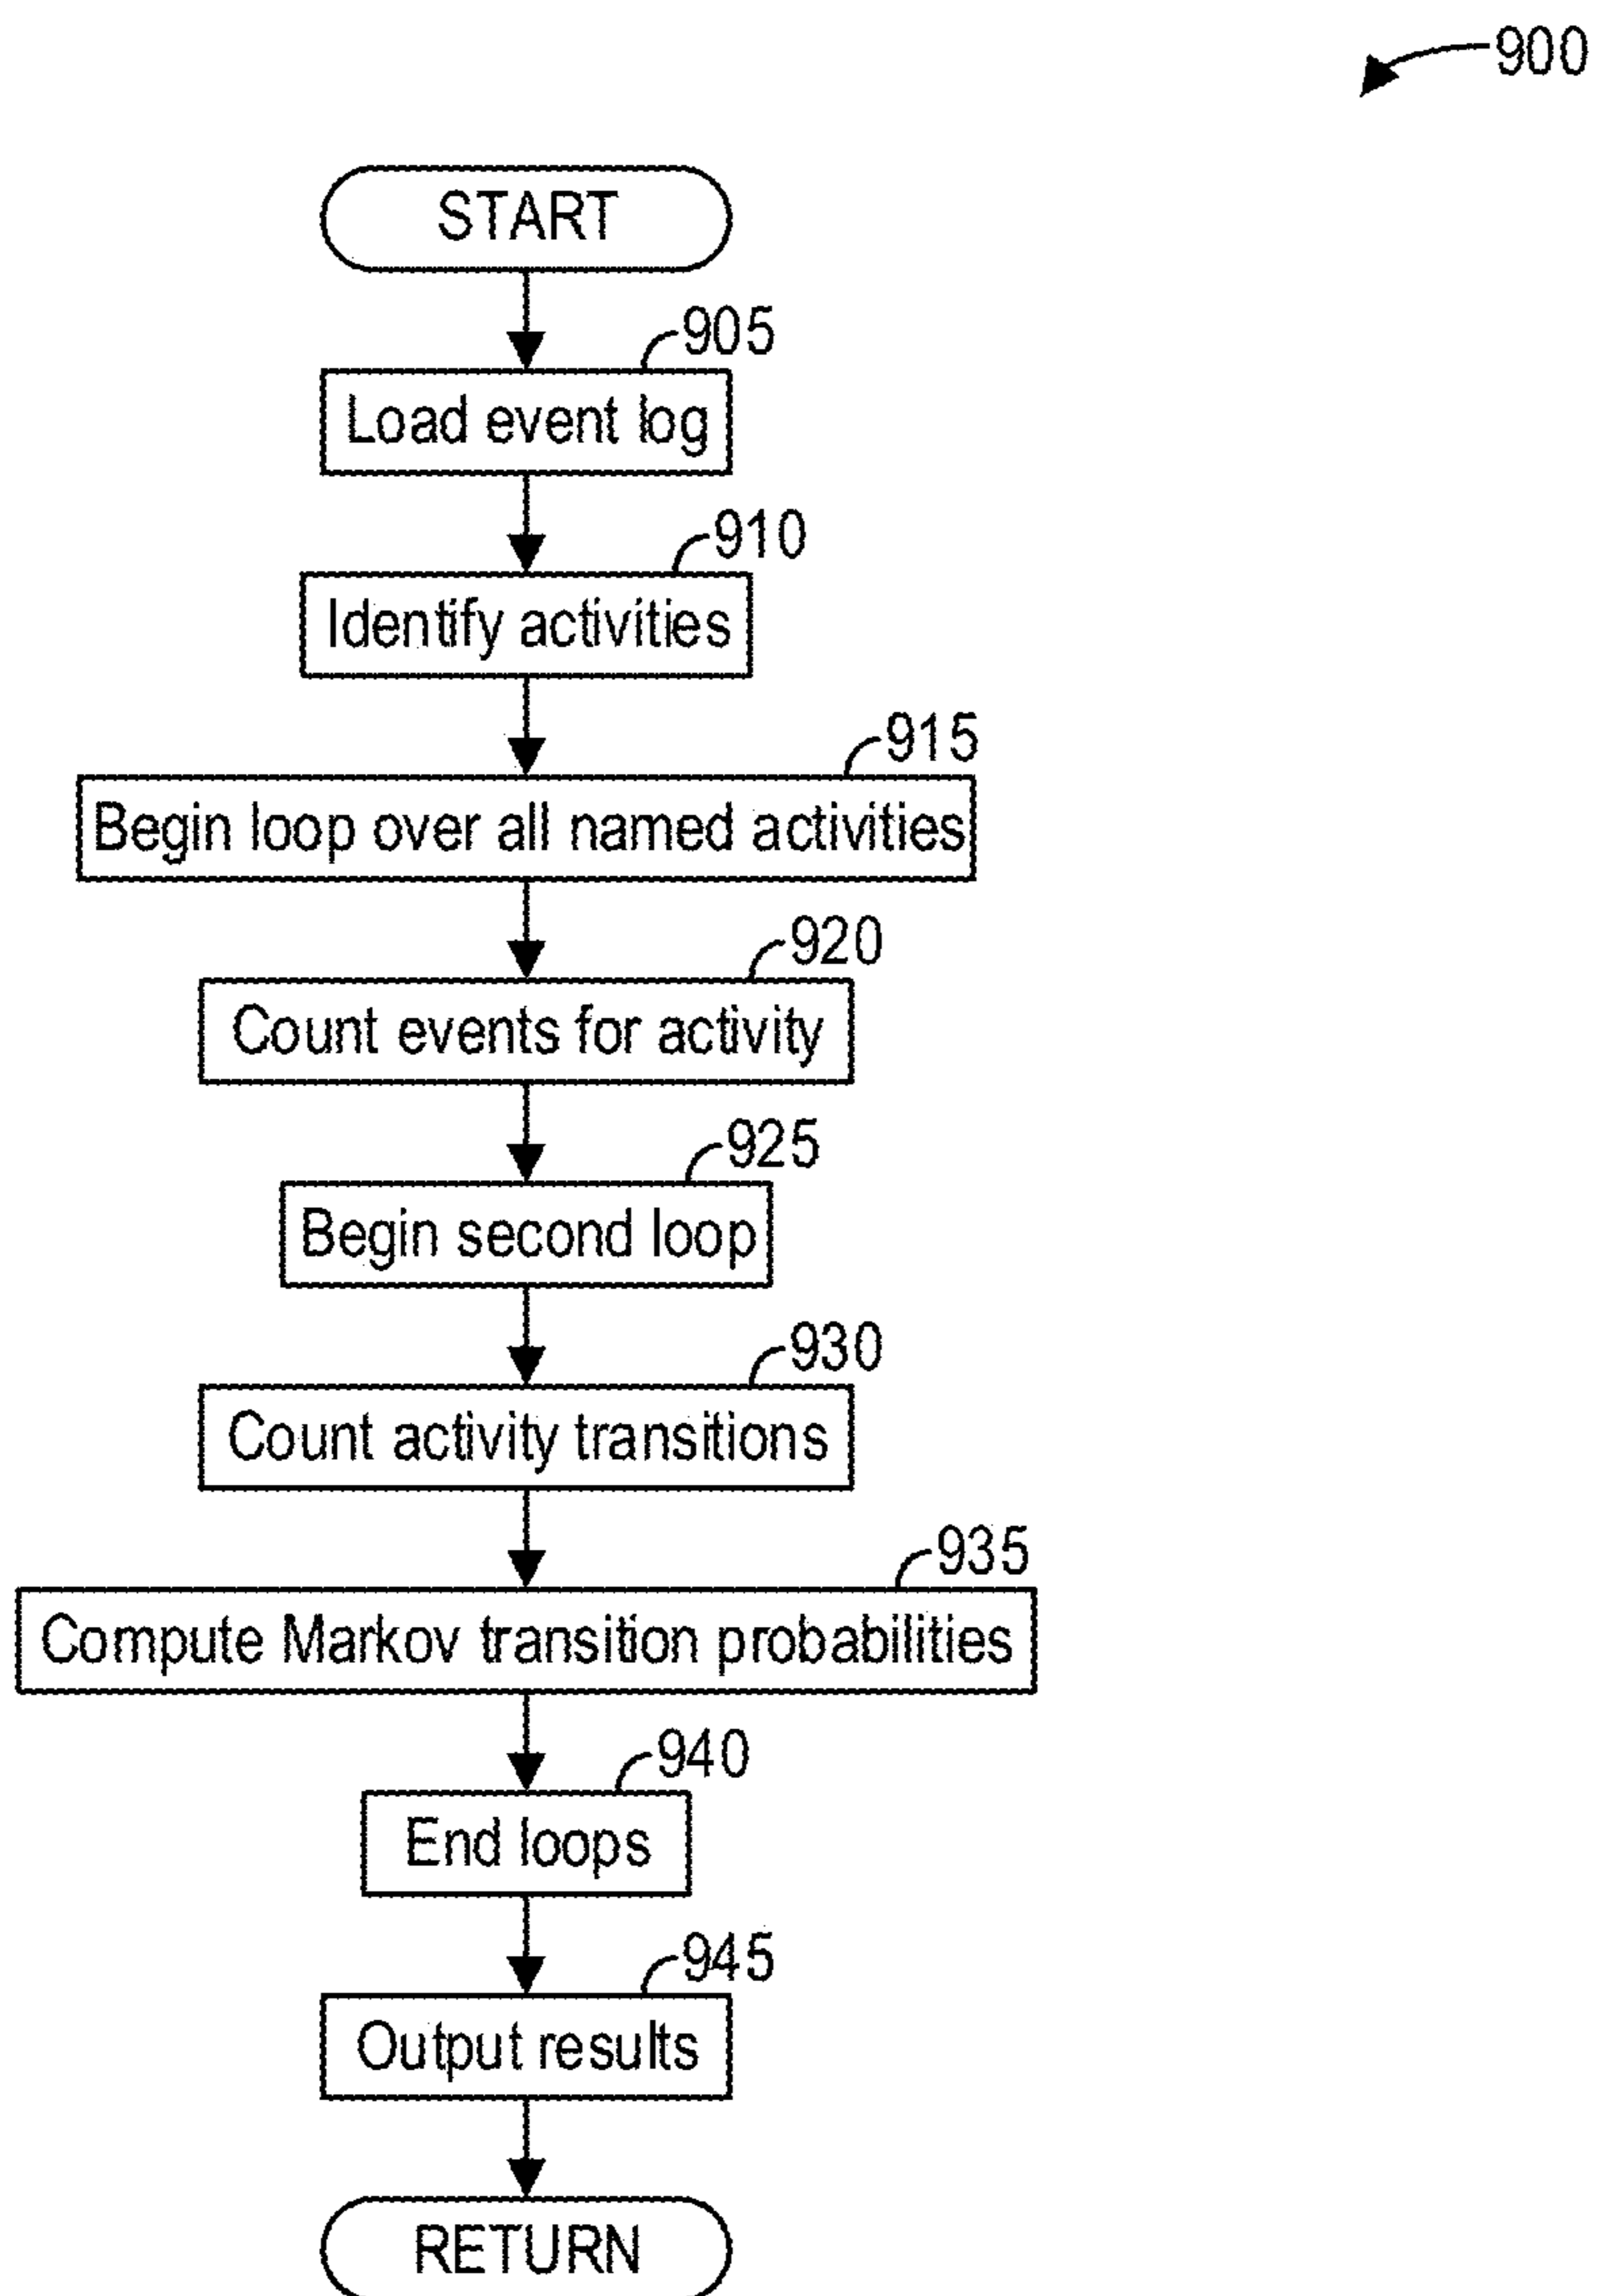 900
START
905
Load event log
910
Identify activities
915
Begin loop over all named activities
920
Count events for activity
925
Begin second loop
930
Count activity transitions
935
Compute Markov transition probabilities
940
End loops
945
Output results
RETURN